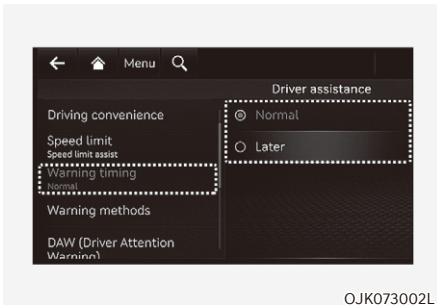 Menu
Driver assistance
Driving convenience
Normal
Speed limit
Speed limit assist
Later
Warning timing
Normal
Warning methods
DAW (Driver Attention
Warning)
OJK073002L